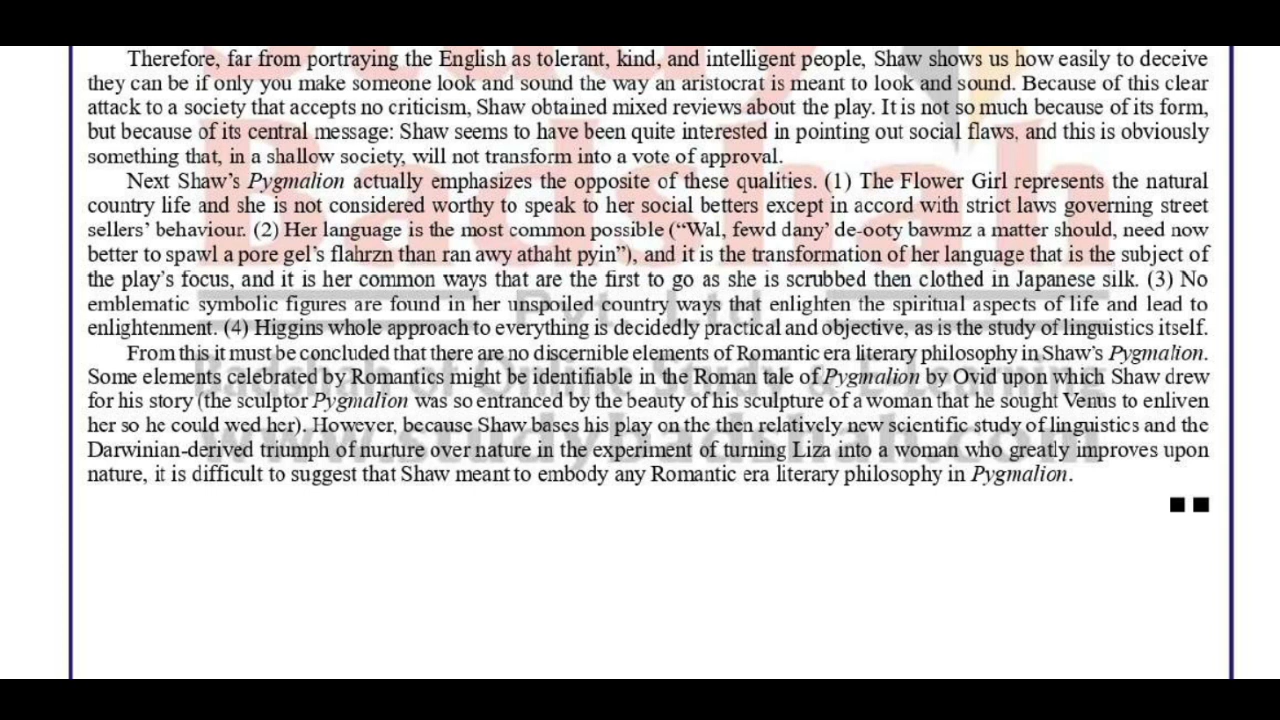 Therefore, far from portraying the English as tolerant, kind, and intelligent people, Shaw shows us how easily to deceive
they can be if only you make someone look and sound the way an aristocrat is meant to look and sound. Because of this clear
attack to a society that accepts no criticism, Shaw obtained mixed reviews about the play. It is not so much because of its form,
but because of its central message: Shaw seems to have been quite interested in pointing out social flaws, and this is obviously
something that, in a shallow society, will not transform into a vote of approval.
Next Shaw's Pygmalion actually emphasizes the opposite of these qualities. (1) The Flower Girl represents the natural
country life and she is not considered worthy to speak to her social betters except in accord with strict laws governing street
sellers' behaviour. (2) Her language is the most common possible (“Wal, fewd dany' de-ooty bawmz a matter should, need now
better to spawl a pore gel's flahrzn than ran awy athaht pyin”), and it is the transformation of her language that is the subject of
the play's focus, and it is her common ways that are the first to go as she is scrubbed then clothed in Japanese silk. (3) No
emblematic symbolic figures are found in her unspoiled country ways that enlighten the spiritual aspects of life and lead to
enlightenment. (4) Higgins whole approach to everything is decidedly practical and objective, as is the study of linguistics itself.
From this it must be concluded that there are no discernible elements of Romantic era literary philosophy in Shaw's Pygmalion.
Some elements celebrated by Romantics might be identifiable in the Roman tale of Pygmalion by Ovid upon which Shaw drew
for his story (the sculptor Pygmalion was so entranced by the beauty of his sculpture of a woman that he sought Venus to enliven
her so he could wed her). However, because Shaw bases his play on the then relatively new scientific study of linguistics and the
Darwinian-derived triumph of nurture over nature in the experiment of turning Liza into a woman who greatly improves upon
nature, it is difficult to suggest that Shaw meant to embody any Romantic era literary philosophy in Pygmalion.
Study
Badshah
Pvt. Ltd
Badshah of Online Study & E-Learning
www.studybadshah.com